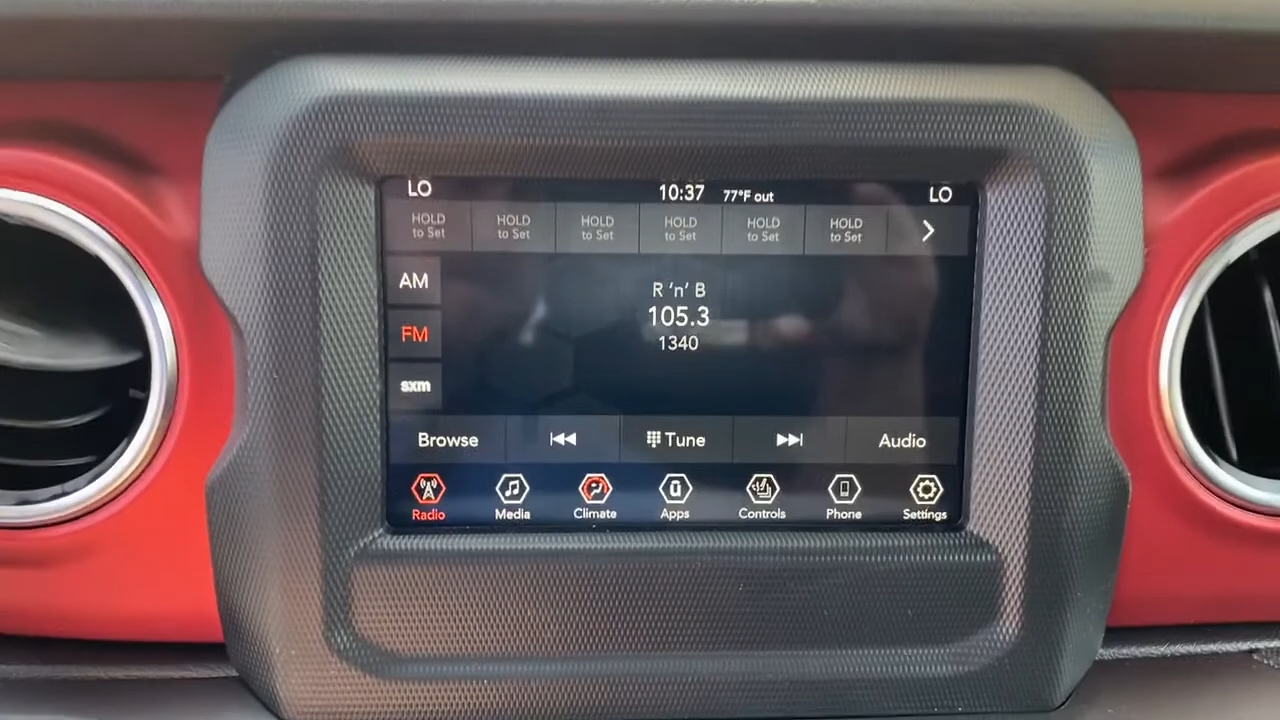 LO 10:37 77°F out LO
HOLD to Set
HOLD to Set
HOLD to Set
HOLD to Set
HOLD to Set
HOLD to Set
AM
R 'n' B
105.3
FM
1340
sxm
Browse Tune Audio
Radio Media Climate Apps Controls Phone Settings